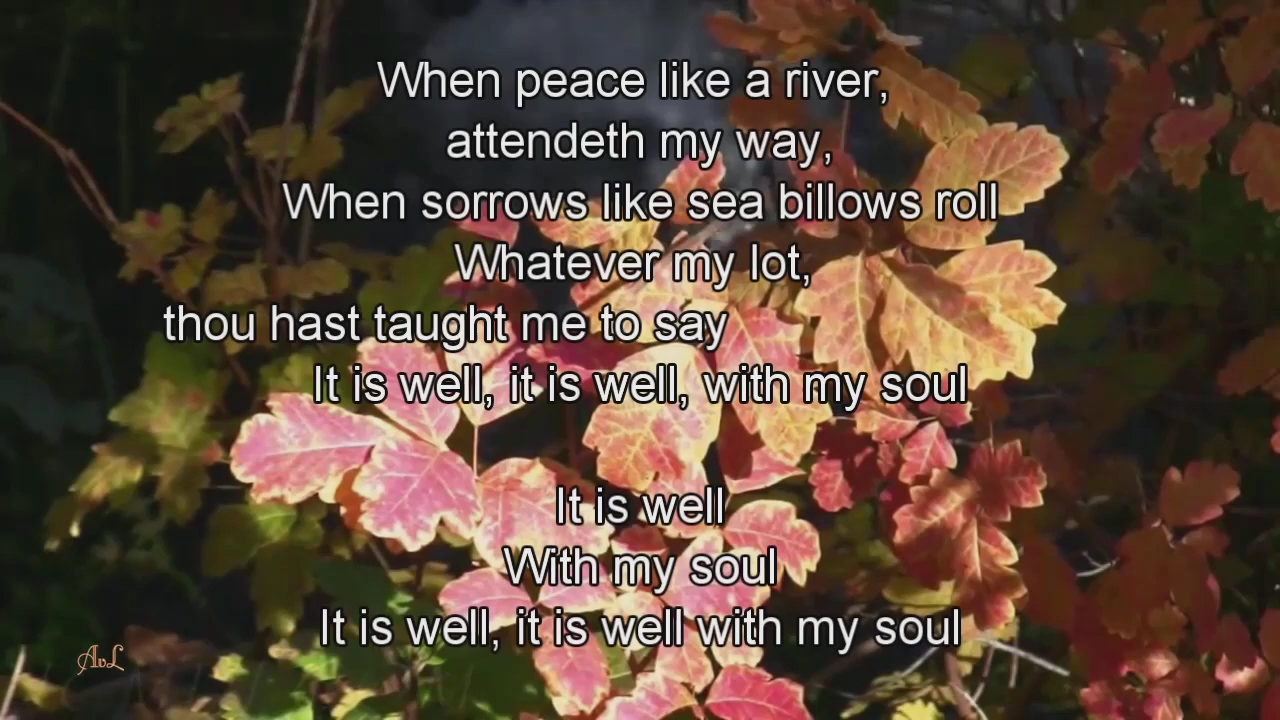 When peace like a river,
attendeth my way,
When sorrows like sea billows roll
Whatever my lot,
thou hast taught me to say
It is well, it is well, with my soul
It is well
With my soul
It is well, it is well with my soul
AvL